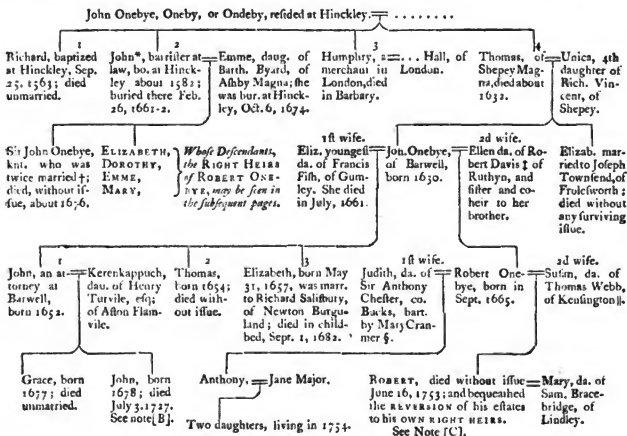 John Onebye, Oneby, or Ondeby, reſided at Hinckley. . . . . . . . .
1
Richard, baptized
at Hinckley, Sep.
25, 1563; died
unmarried.
2
John*, barriſter at
law, bo. at Hinck-
ley about 1582;
buried there Feb.
26, 1661-2.
Emme, daug. of
Barth. Byard, of
Aſhby Magna; ſhe
was bur. at Hinck-
ley, Oct. 6, 1674.
3
Humphry, a
merchant in
London, died
in Barbary.
. . . Hall, of
London.
4
Thomas, of
Shepey Mag-
na, died about
1632.
Unica, 4th
daughter of
Rich. Vin-
cent, of
Shepey.
Sir John Onebye,
knt. who was
twice married †;
died, without iſ-
ſue, about 1676.
ELIZABETH,
DOROTHY,
EMME,
MARY,
Whoſe Deſcendants,
the RIGHT HEIRS
of ROBERT ONE-
BYE, may be ſeen in
the ſubſequent pages.
1ſt wife.
Eliz. youngeſt
da. of Francis
Fiſh, of Gum-
ley. She died
in July, 1661.
Jon. Onebye,
of Barwell,
born 1630.
2d wife.
Ellen da. of Ro-
bert Davis ‡ of
Ruthyn, and
ſiſter and co-
heir to her
brother.
Elizab. mar-
ried to Joſeph
Townſend, of
Froleſworth;
died without
any ſurviving
iſſue.
1
John, an at-
torney at
Barwell,
born 1652.
Kerenkappuch,
dau. of Henry
Turvile, eſq;
of Aſton Flam-
vile.
2
Thomas,
born 1654;
died with-
out iſſue.
3
Elizabeth, born May
31, 1657, was marr.
to Richard Saliſbury,
of Newton Burgu-
land; died in child-
bed, Sept. 1, 1682.
1ſt wife.
Judith, da. of
Sir Anthony
Cheſter, co.
Bucks, bart.
by Mary Cran-
mer §.
Robert One-
bye, born in
Sept. 1665.
2d wife.
Suſan, da. of
Thomas Webb,
of Kenſington ||.
Grace, born
1677; died
unmarried.
John, born
1678; died
July 3, 1727.
See note [B].
Anthony,
Jane Major.
Two daughters, living in 1754.
ROBERT, died without iſſue
June 16, 1753; and bequeathed
the REVERSION of his eſtates
to his own RIGHT HEIRS.
See Note [C].
Mary, da. of
Sam. Brace-
bridge, of
Lindley.